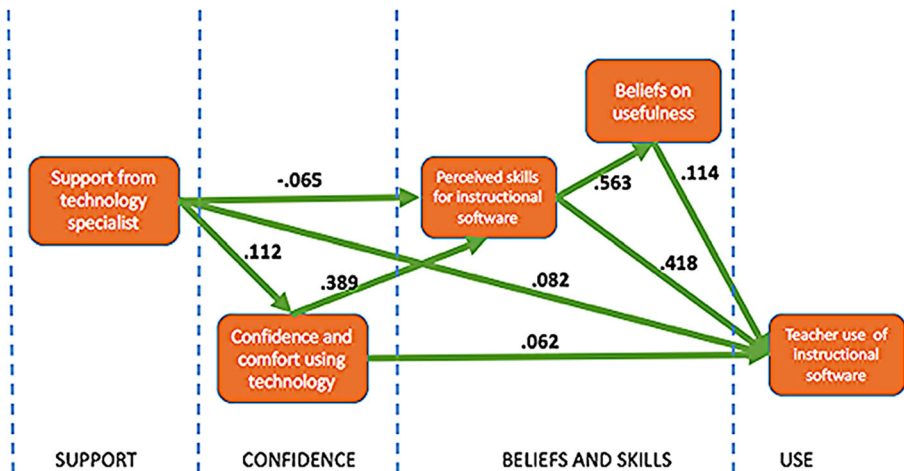 Beliefs on
usefulness
Support from
technology
specialist
-.065
Perceived skills
for instructional
software
.563
.114
.112
.389
.082
.418
Confidence and
comfort using
technology
.062
Teacher use of
instructional
software
SUPPORT
CONFIDENCE
BELIEFS AND SKILLS
USE